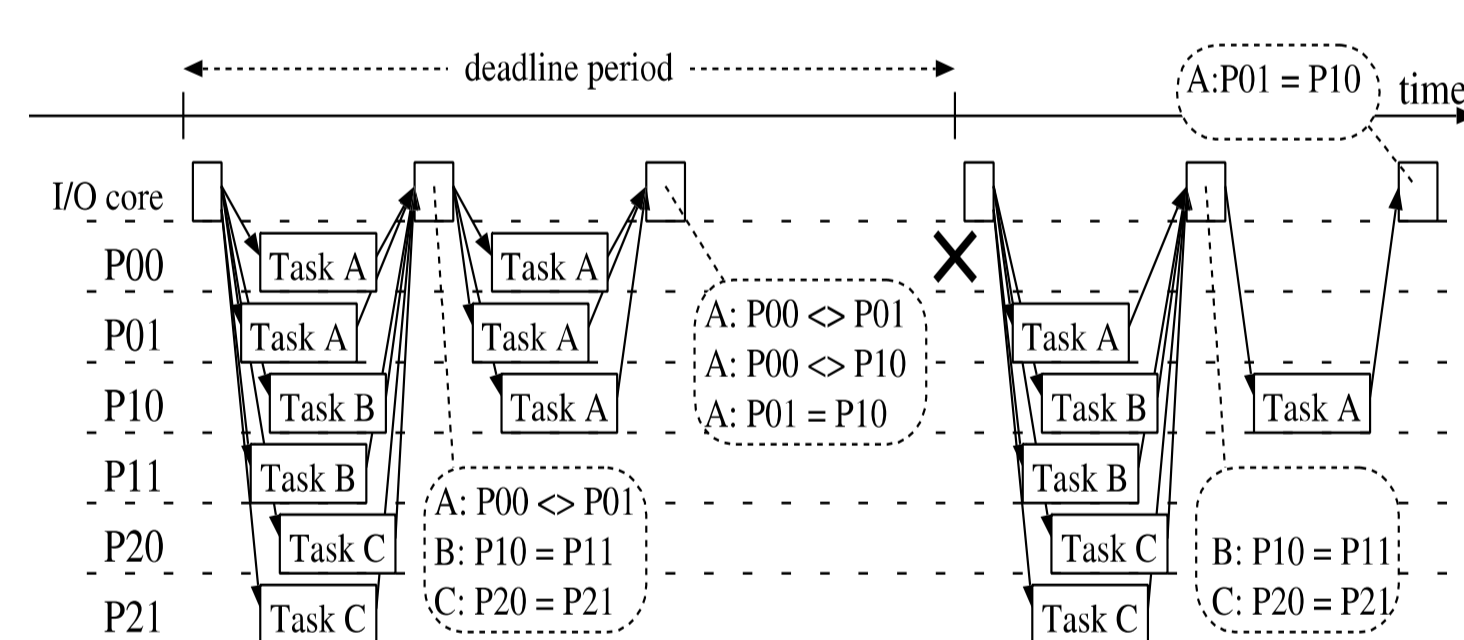 deadline period
A:P01 = P10
time
I/O core
P00
Task A
Task A
P01
Task A
Task A
Task A
P10
Task B
Task A
Task B
Task A
P11
Task B
Task B
P20
Task C
Task C
P21
Task C
Task C
A: P00 <> P01
A: P00 <> P10
A: P01 = P10
A: P00 <> P01
B: P10 = P11
C: P20 = P21
B: P10 = P11
C: P20 = P21